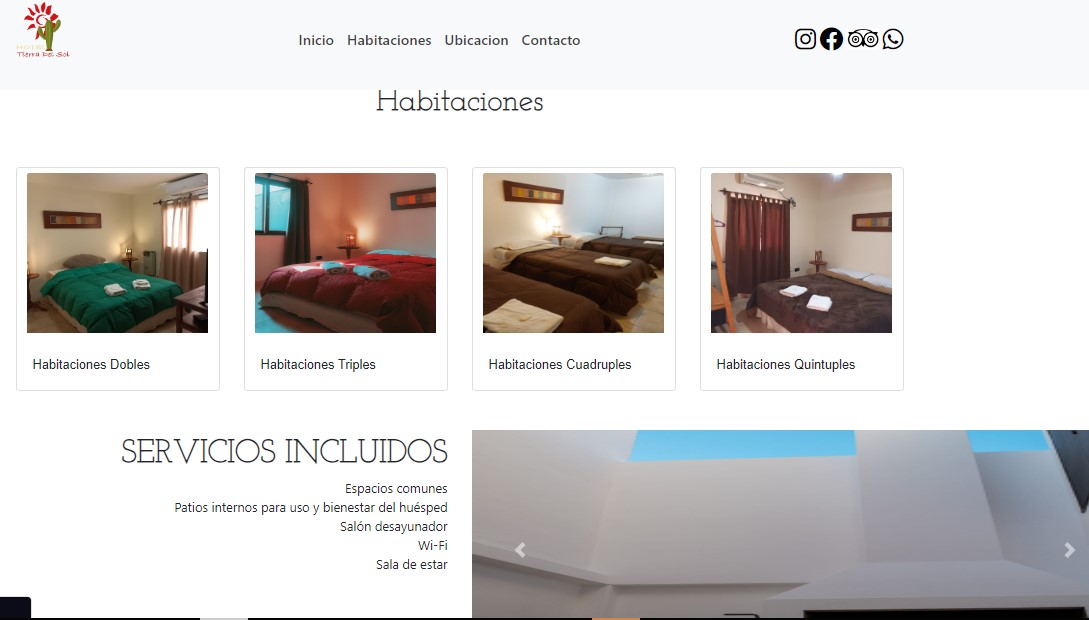 HOTEL
Tierra Del Sol
Inicio Habitaciones Ubicacion Contacto
Habitaciones
Habitaciones Dobles
Habitaciones Triples
Habitaciones Cuadruples
Habitaciones Quintuples
SERVICIOS INCLUIDOS
Espacios comunes
Patios internos para uso y bienestar del huésped
Salón desayunador
Wi-Fi
Sala de estar